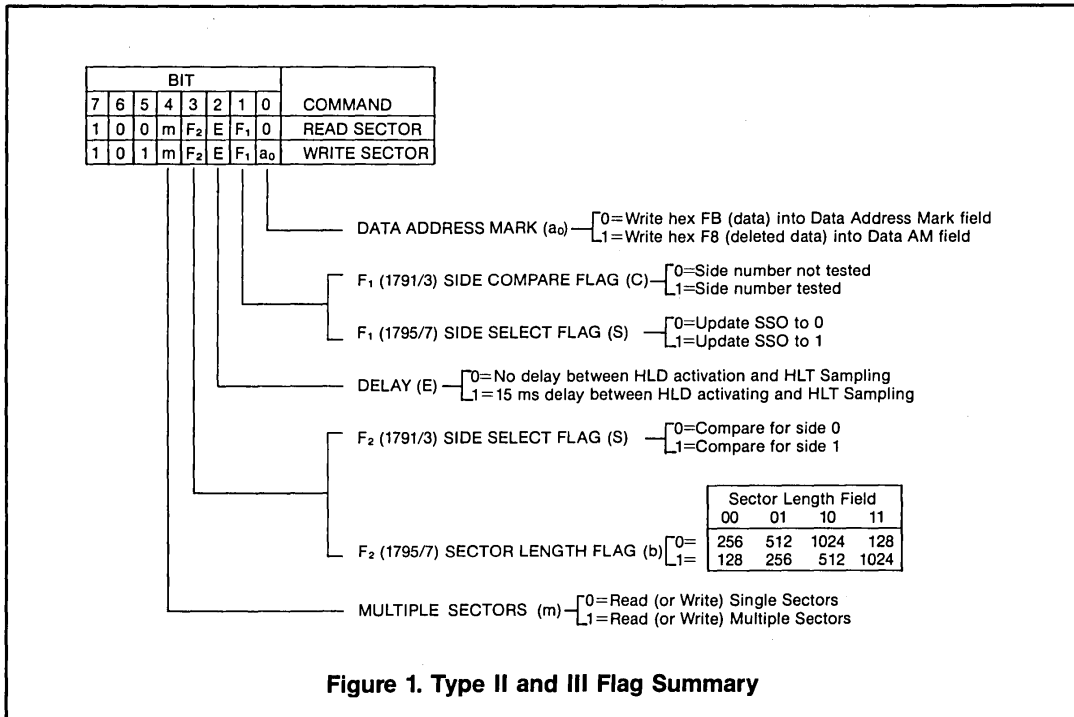 BIT
7 6 5 4 3 2 1 0 COMMAND
1 0 0 m F₂ E F₁ 0 READ SECTOR
1 0 1 m F₂ E F₁ a₀ WRITE SECTOR
DATA ADDRESS MARK (a₀) 0=Write hex FB (data) into Data Address Mark field
1=Write hex F8 (deleted data) into Data AM field
F₁ (1791/3) SIDE COMPARE FLAG (C) 0=Side number not tested
1=Side number tested
F₁ (1795/7) SIDE SELECT FLAG (S) 0=Update SSO to 0
1=Update SSO to 1
DELAY (E) 0=No delay between HLD activation and HLT Sampling
1=15 ms delay between HLD activating and HLT Sampling
F₂ (1791/3) SIDE SELECT FLAG (S) 0=Compare for side 0
1=Compare for side 1
Sector Length Field
00 01 10 11
F₂ (1795/7) SECTOR LENGTH FLAG (b) 0= 256 512 1024 128
1= 128 256 512 1024
MULTIPLE SECTORS (m) 0=Read (or Write) Single Sectors
1=Read (or Write) Multiple Sectors
Figure 1. Type II and III Flag Summary